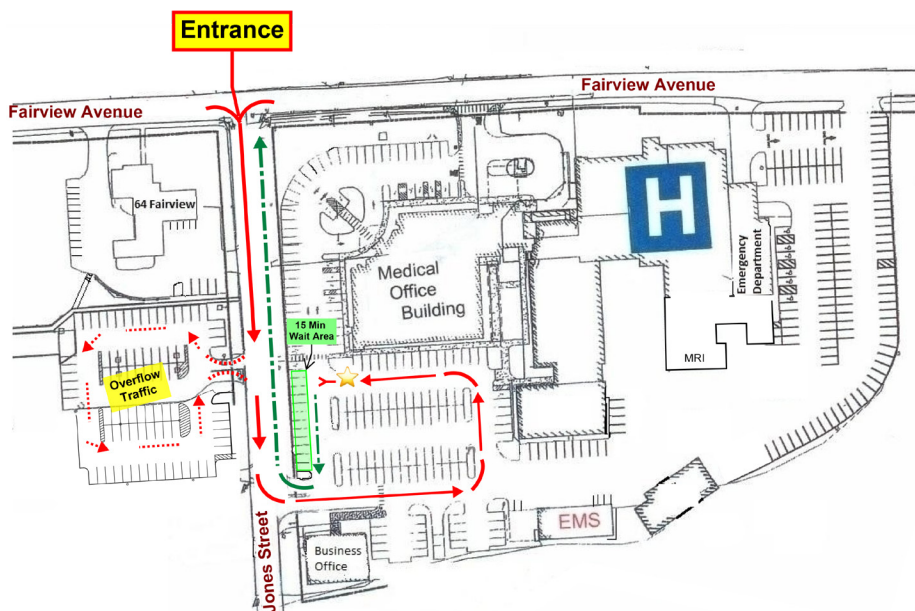 Entrance
Fairview Avenue
Fairview Avenue
64 Fairview
H
Medical
Office
Building
Emergency
Department
15 Min
Wait Area
MRI
Overflow
Traffic
EMS
Business
Office
Jones Street